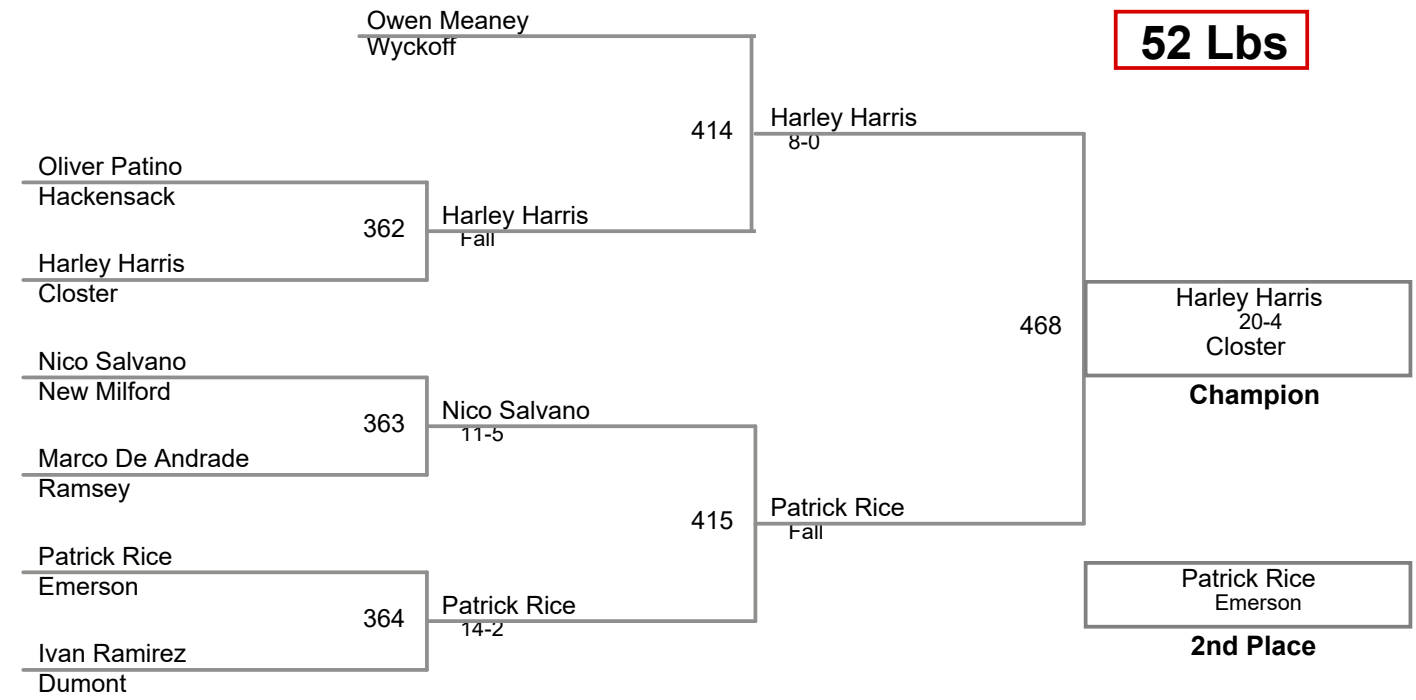 Owen Meaney
Wyckoff
52 Lbs
414
Harley Harris
8-0
Oliver Patino
Hackensack
362
Harley Harris
Fall
Harley Harris
Closter
468
Harley Harris
20-4
Closter
Champion
Nico Salvano
New Milford
363
Nico Salvano
11-5
Marco De Andrade
Ramsey
415
Patrick Rice
Fall
Patrick Rice
Emerson
364
Patrick Rice
14-2
Ivan Ramirez
Dumont
Patrick Rice
Emerson
2nd Place